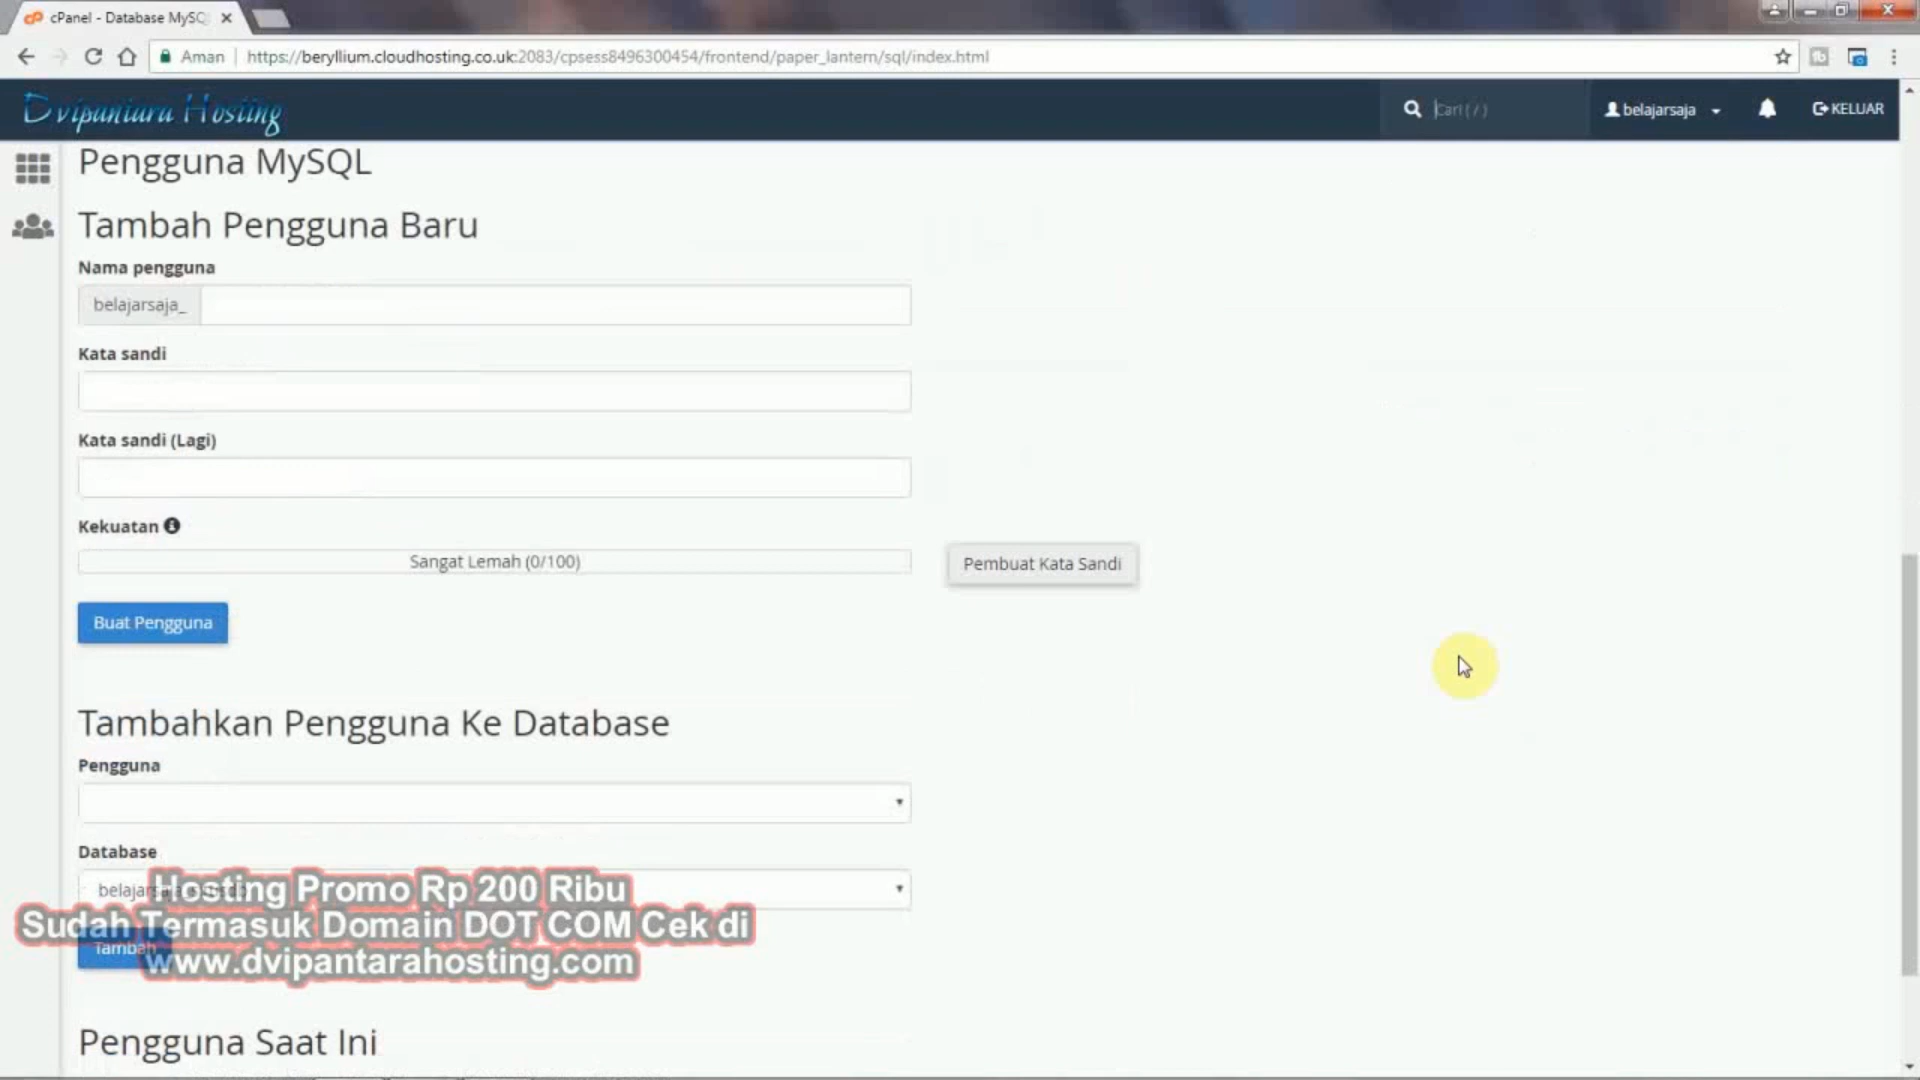 cPanel - Database MySQ
Aman https://beryllium.cloudhosting.co.uk:2083/cpsess8496300454/frontend/paper_lantern/sql/index.html
Dvipantara Hosting
Cari ( / )
belajarsaja
KELUAR
Pengguna MySQL
Tambah Pengguna Baru
Nama pengguna
belajarsaja_
Kata sandi
Kata sandi (Lagi)
Kekuatan
Sangat Lemah (0/100)
Pembuat Kata Sandi
Buat Pengguna
Tambahkan Pengguna Ke Database
Pengguna
Database
Hosting Promo Rp 200 Ribu
Sudah Termasuk Domain DOT COM Cek di
Tambah
www.dvipantarahosting.com
Pengguna Saat Ini